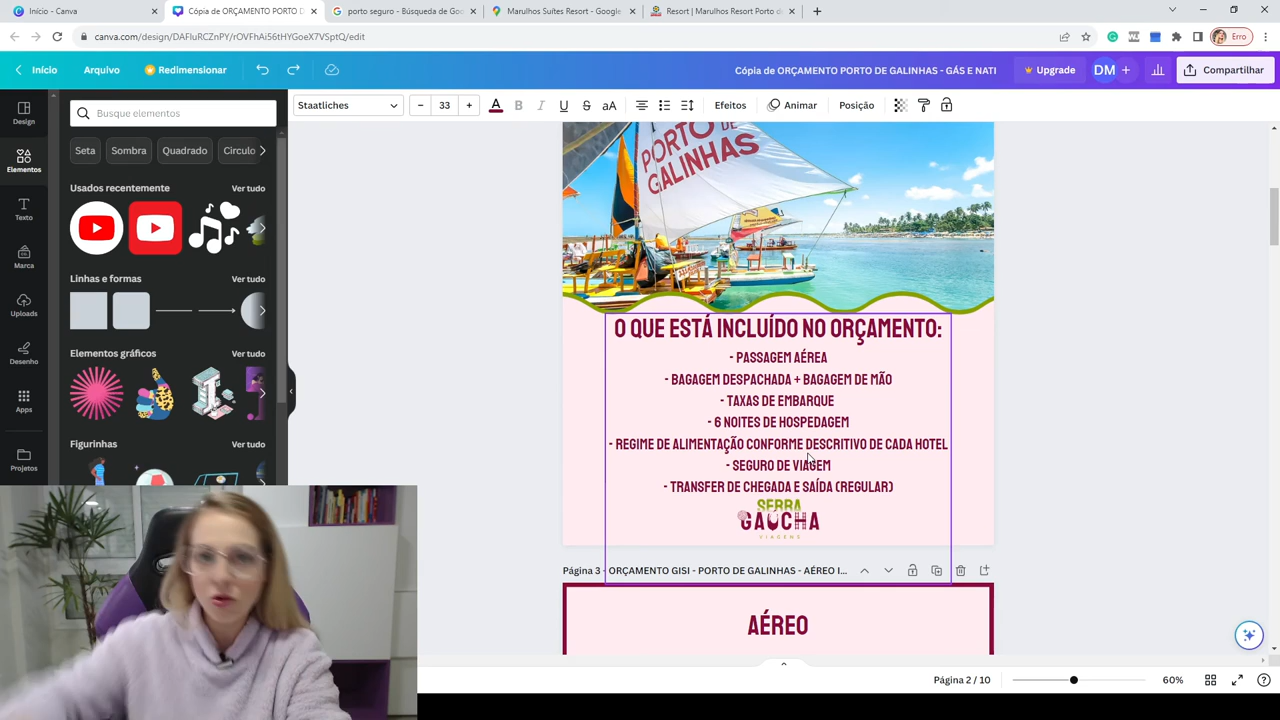 Início - Canva
Cópia de ORÇAMENTO PORTO D
porto seguro - Búsqueda de Goo
Marulhos Suítes Resort - Google
Resort | Marulhos Resort Porto de
canva.com/design/DAFluRCZnPY/rOVFhAi56tHYGoeX7VSptQ/edit
Erro
Início
Arquivo
Redimensionar
Cópia de ORÇAMENTO PORTO DE GALINHAS - GÁS E NATI
Upgrade
DM
Compartilhar
Design
Elementos
Texto
Marca
Uploads
Desenho
Apps
Projetos
Busque elementos
Seta
Sombra
Quadrado
Circulo
Usados recentemente
Ver tudo
Linhas e formas
Ver tudo
Elementos gráficos
Ver tudo
Figurinhas
Ver tudo
Staatliches
33
A
B
I
U
S
aA
Efeitos
Animar
Posição
PORTO DE
GALINHAS
O QUE ESTÁ INCLUÍDO NO ORÇAMENTO:
- PASSAGEM AÉREA
- BAGAGEM DESPACHADA + BAGAGEM DE MÃO
- TAXAS DE EMBARQUE
- 6 NOITES DE HOSPEDAGEM
- REGIME DE ALIMENTAÇÃO CONFORME DESCRITIVO DE CADA HOTEL
- SEGURO DE VIAGEM
- TRANSFER DE CHEGADA E SAÍDA (REGULAR)
SERRA
GAÚCHA
VIAGENS
Página 3 - ORÇAMENTO GISI - PORTO DE GALINHAS - AÉREO I...
AÉREO
Página 2 / 10
60%